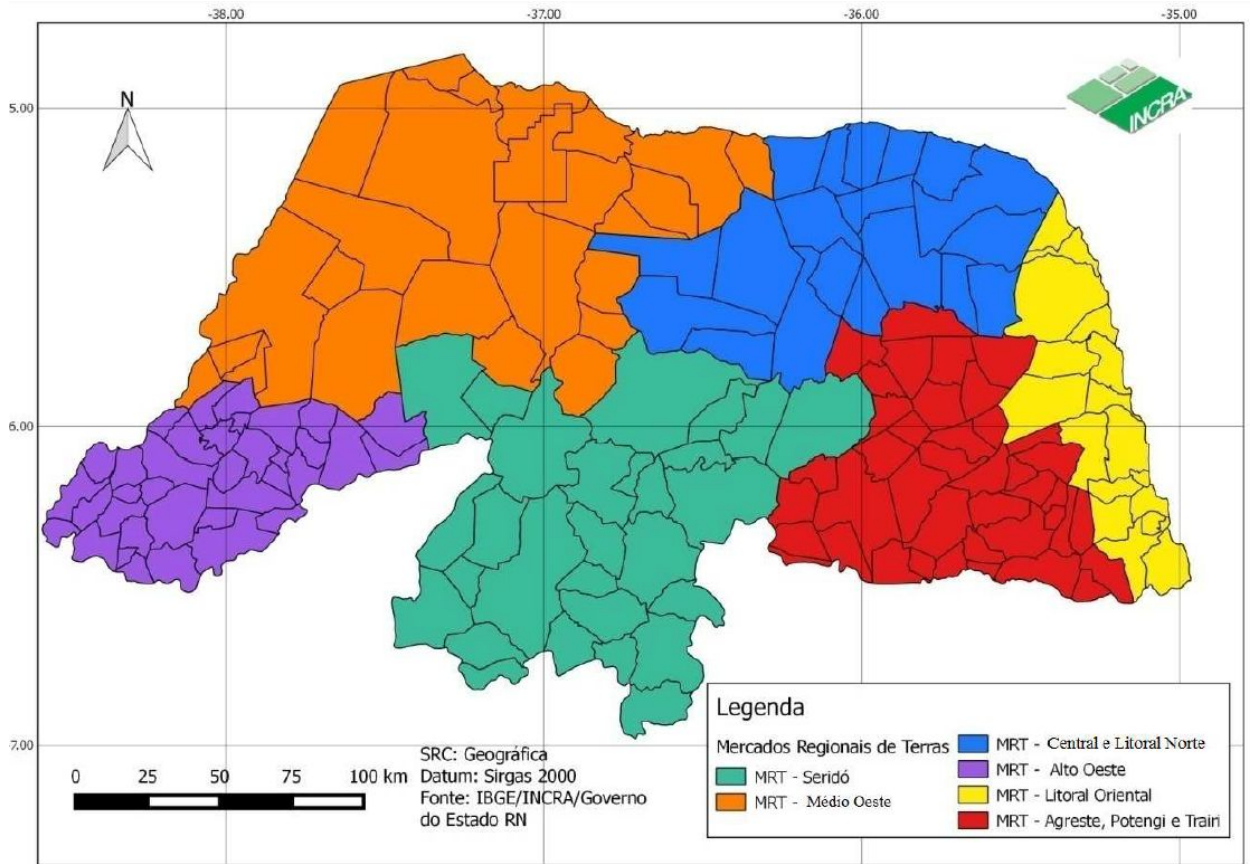 -38.00 -37.00 -36.00 -35.00
N
INCRA
5.00
6.00
7.00
0 25 50 75 100 km
SRC: Geográfica
Datum: Sirgas 2000
Fonte: IBGE/INCRA/Governo
do Estado RN
Legenda
Mercados Regionais de Terras
MRT - Seridó
MRT - Médio Oeste
MRT - Central e Litoral Norte
MRT - Alto Oeste
MRT - Litoral Oriental
MRT - Agreste, Potengi e Trairi